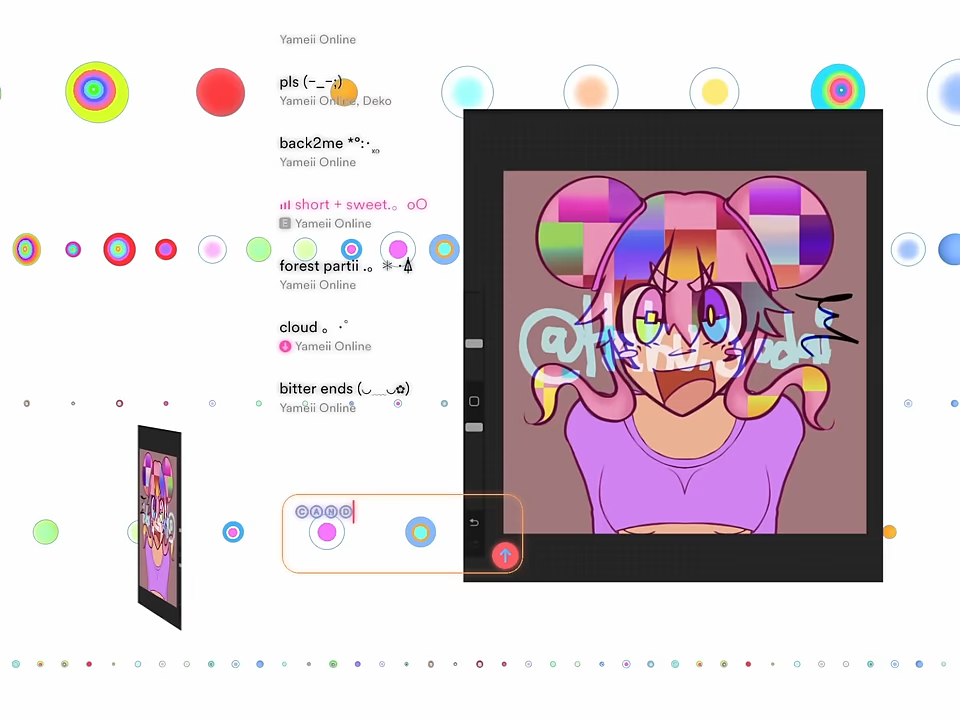 Yameii Online
pls (-_-;)
Yameii Online, Deko
back2me *°:·ₓₒ
Yameii Online
short + sweet.。oO
E Yameii Online
forest partii .。
Yameii Online
cloud 。·˚
Yameii Online
bitter ends (◡﹏◡✿)
Yameii Online
ⒸⒶⓃⒹ